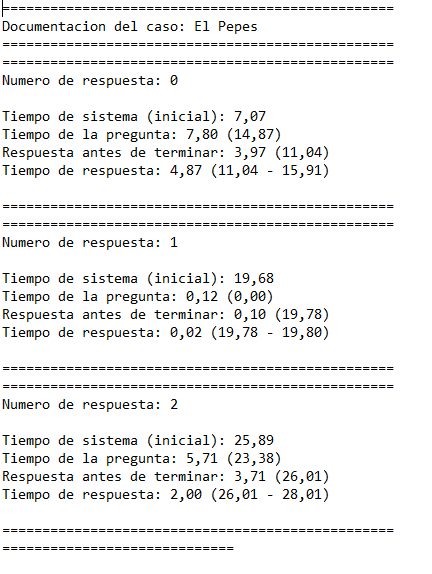 =================================================
Documentacion del caso: El Pepes
=================================================
=================================================
Numero de respuesta: 0
Tiempo de sistema (inicial): 7,07
Tiempo de la pregunta: 7,80 (14,87)
Respuesta antes de terminar: 3,97 (11,04)
Tiempo de respuesta: 4,87 (11,04 - 15,91)
=================================================
=================================================
Numero de respuesta: 1
Tiempo de sistema (inicial): 19,68
Tiempo de la pregunta: 0,12 (0,00)
Respuesta antes de terminar: 0,10 (19,78)
Tiempo de respuesta: 0,02 (19,78 - 19,80)
=================================================
=================================================
Numero de respuesta: 2
Tiempo de sistema (inicial): 25,89
Tiempo de la pregunta: 5,71 (23,38)
Respuesta antes de terminar: 3,71 (26,01)
Tiempo de respuesta: 2,00 (26,01 - 28,01)
=================================================
=============================